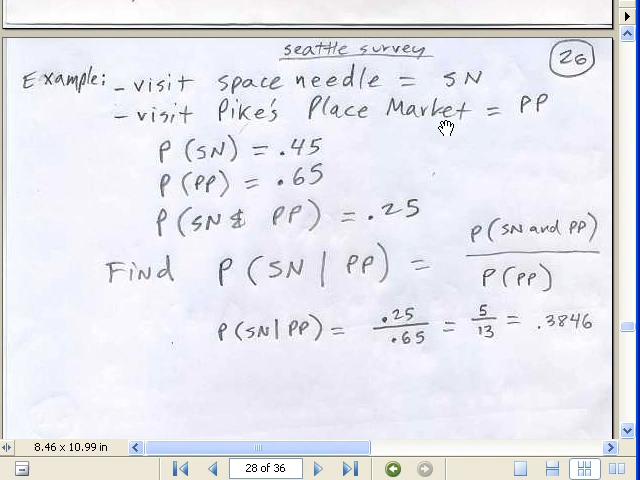 seattle survey
26
Example: - visit space needle = SN
- visit Pike's Place Market = PP
P(SN) = .45
P(PP) = .65
P(SN & PP) = .25
Find P(SN | PP) = P(SN and PP) / P(PP)
P(SN | PP) = .25 / .65 = 5/13 = .3846
8.46 x 10.99 in
28 of 36